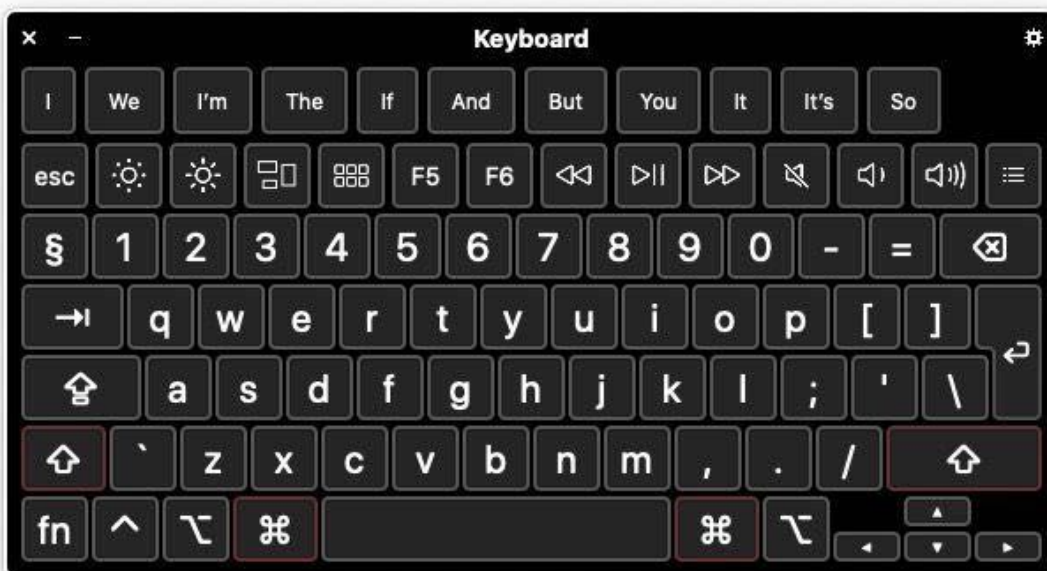 Keyboard
I We I'm The If And But You It It's So
esc F5 F6
§ 1 2 3 4 5 6 7 8 9 0 - =
q w e r t y u i o p [ ]
a s d f g h j k l ; ' \
` z x c v b n m , . /
fn ^ ⌥ ⌘ ⌘ ⌥